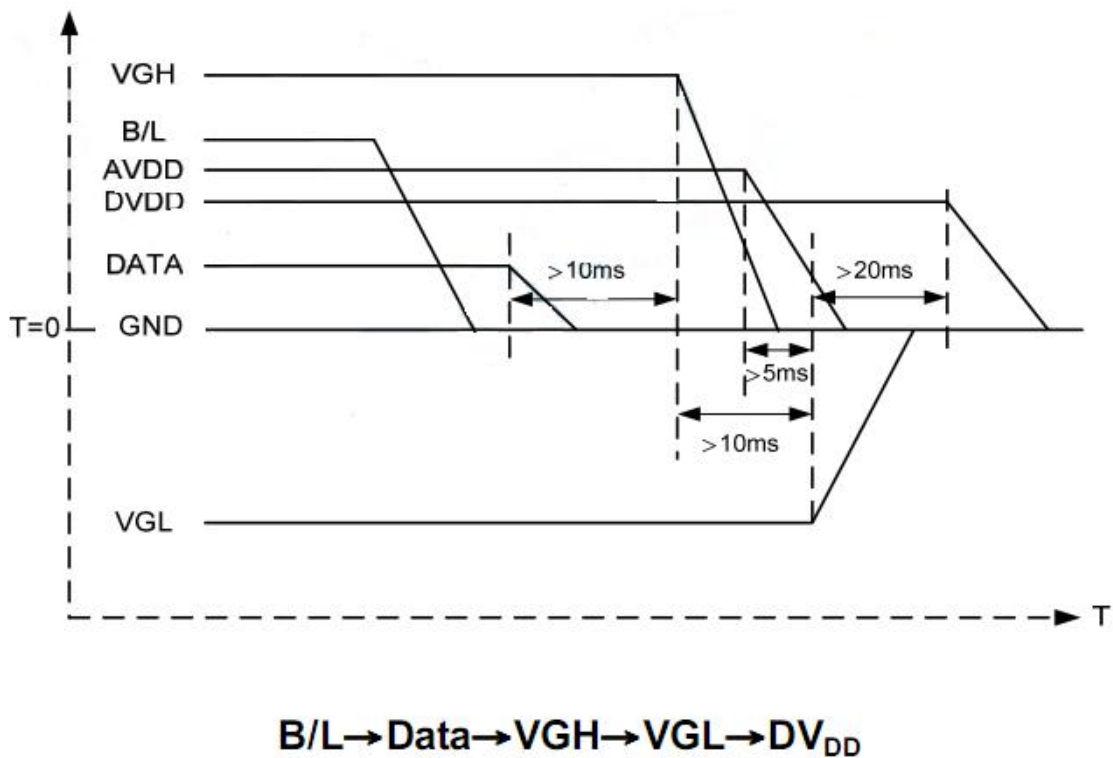 VGH
B/L
AVDD
DVDD
DATA
>10ms
>20ms
T=0
GND
>5ms
>10ms
VGL
T
B/L→Data→VGH→VGL→DVDD